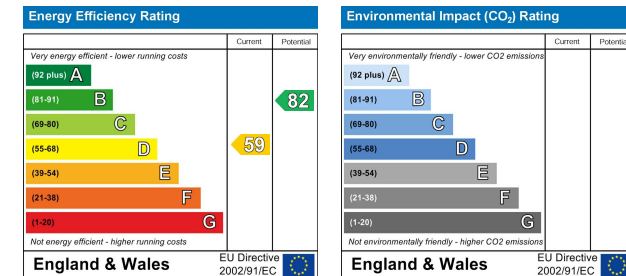 Energy Efficiency Rating
Current Potential
Very energy efficient - lower running costs
(92 plus) A
(81-91) B
82
(69-80) C
(55-68) D
59
(39-54) E
(21-38) F
(1-20) G
Not energy efficient - higher running costs
England & Wales
EU Directive
2002/91/EC
Environmental Impact (CO₂) Rating
Current Potential
Very environmentally friendly - lower CO2 emissions
(92 plus) A
(81-91) B
(69-80) C
(55-68) D
(39-54) E
(21-38) F
(1-20) G
Not environmentally friendly - higher CO2 emissions
England & Wales
EU Directive
2002/91/EC